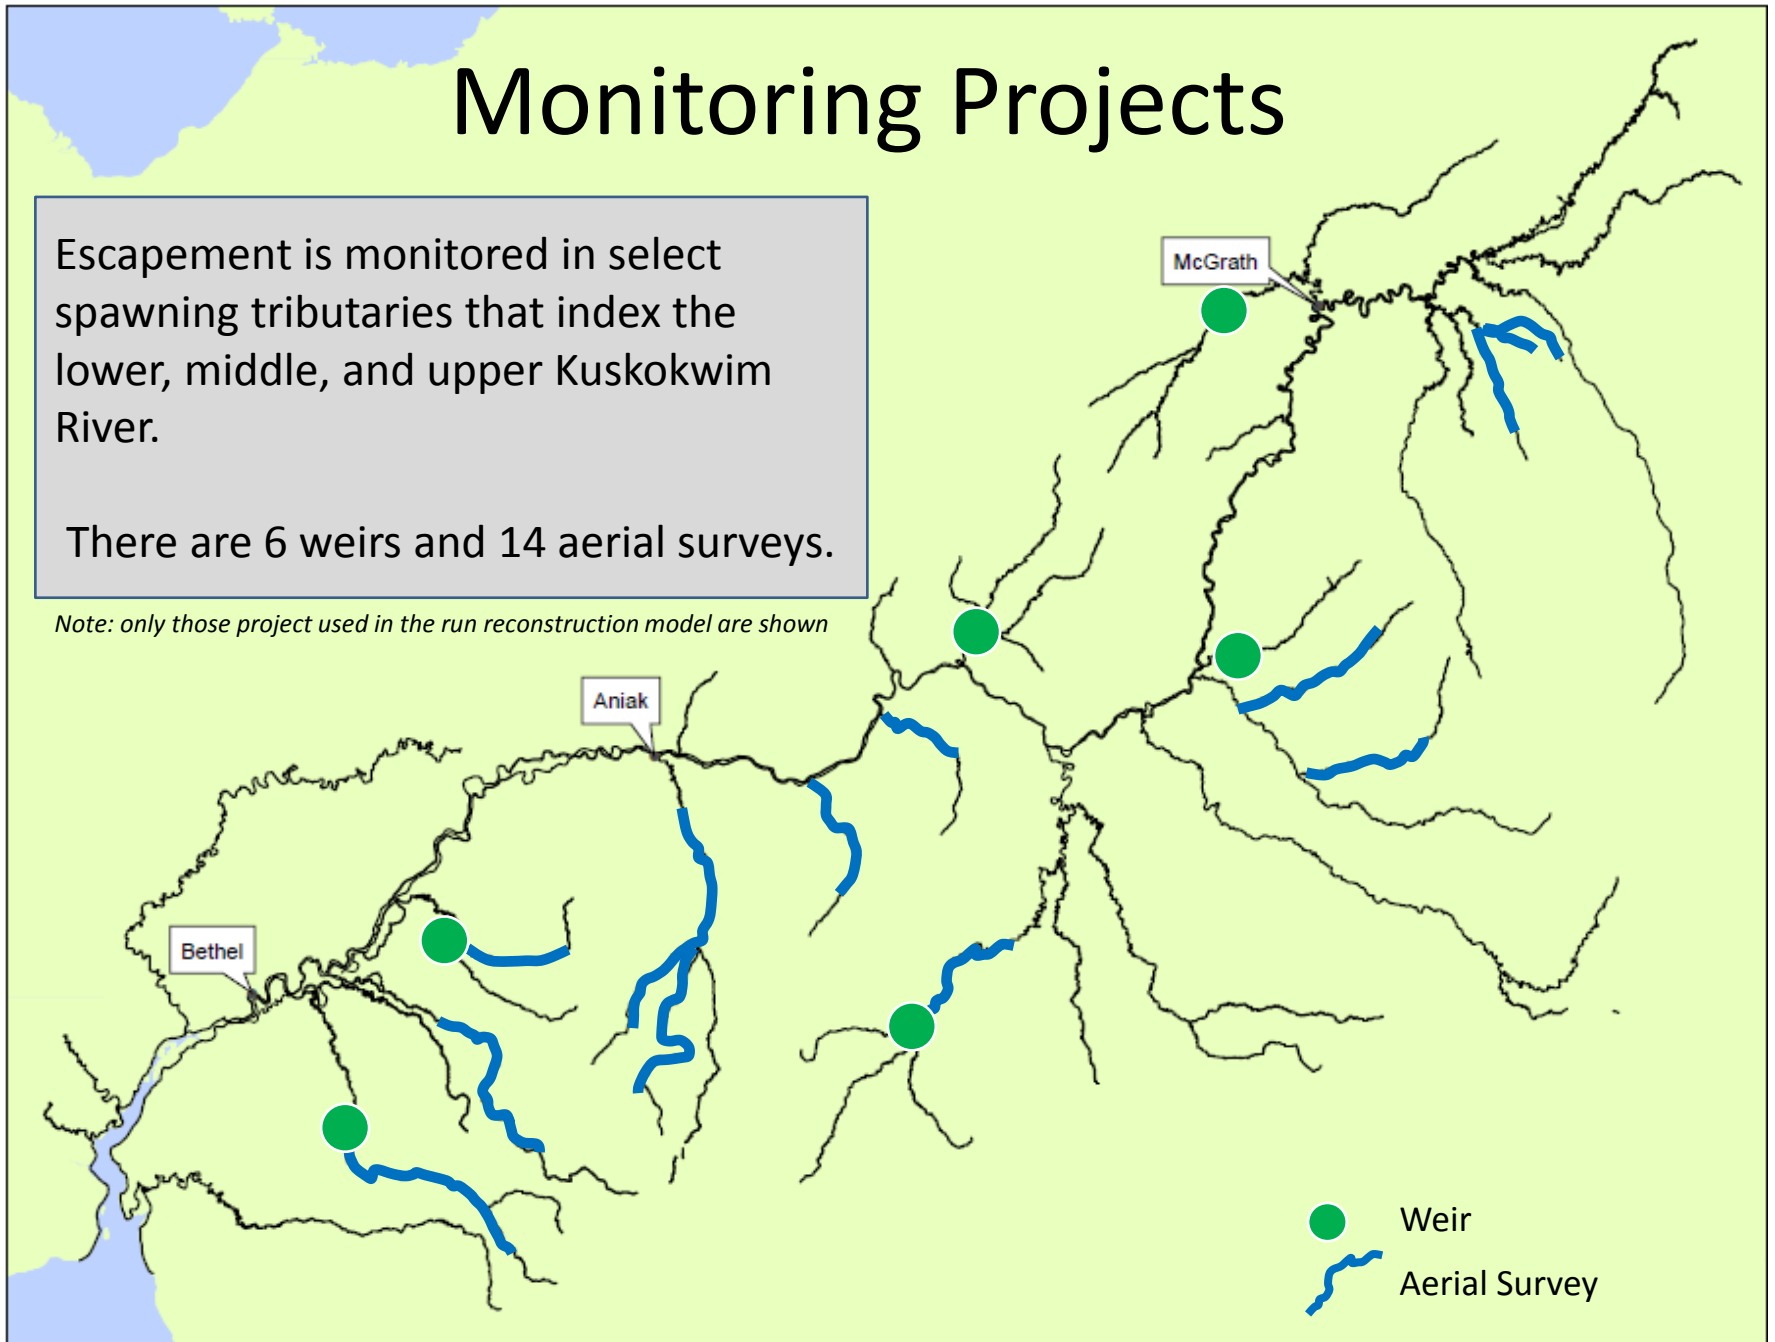 Monitoring Projects
Escapement is monitored in select
spawning tributaries that index the
lower, middle, and upper Kuskokwim
River.
There are 6 weirs and 14 aerial surveys.
Note: only those project used in the run reconstruction model are shown
McGrath
Aniak
Bethel
Weir
Aerial Survey